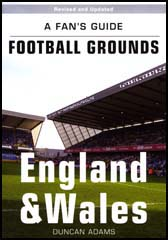 Revised and Updated
A FAN'S GUIDE
FOOTBALL GROUNDS
England
& Wales
DUNCAN ADAMS